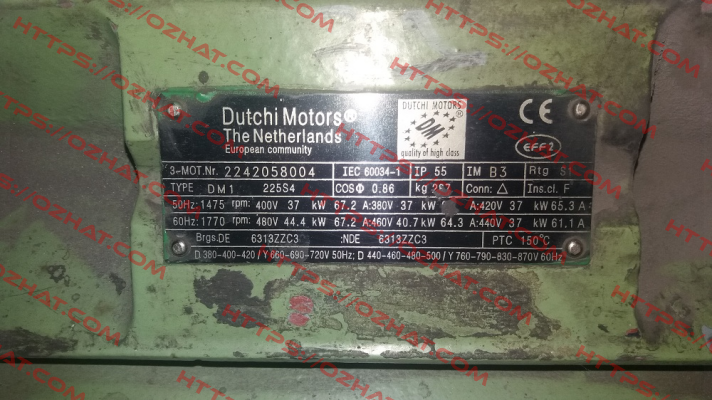 HTTPS://OZHAT.COM
Dutchi Motors®
The Netherlands
European community
DUTCHI MOTORS
DM
quality of high class
CE
EFF2
3~MOT.Nr. 2242058004 IEC 60034-1 IP 55 IM B3 Rtg S1
TYPE DM1 225S4 COSΦ 0.86 kg Conn: △ Ins.cl. F
50Hz: 1475 rpm: 400V 37 kW 67.2 A:380V 37 kW A:420V 37 kW 65.3 A
60Hz: 1770 rpm: 480V 44.4 kW 67.2 A:460V 40.7 kW 64.3 A:440V 37 kW 61.1 A
Brgs.DE 6313ZZC3 :NDE 6313ZZC3 PTC 150°C
D 380-400-420 / Y 660-690-720V 50Hz; D 440-460-480-500 / Y 760-790-830-870V 60Hz